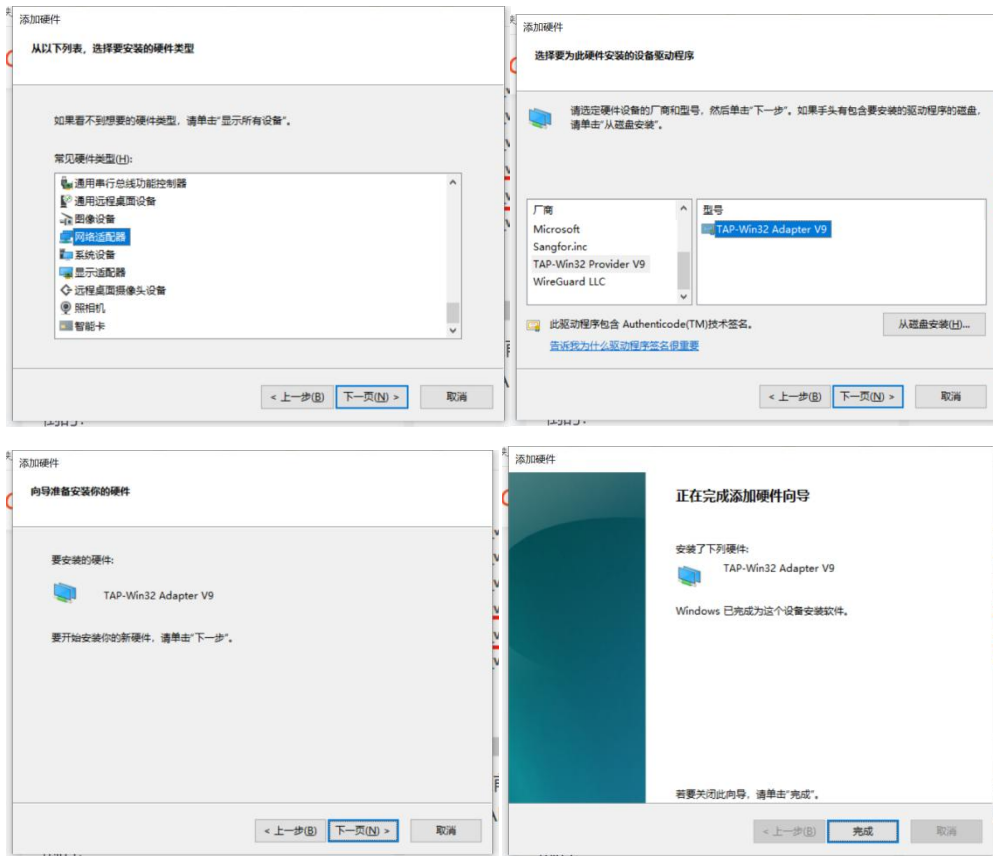 添加硬件
从以下列表，选择要安装的硬件类型
如果看不到想要的硬件类型，请单击“显示所有设备”。
常见硬件类型(H):
通用串行总线功能控制器
通用远程桌面设备
图像设备
网络适配器
系统设备
显示适配器
远程桌面摄像头设备
照相机
智能卡
< 上一步(B)
下一页(N) >
取消
添加硬件
选择要为此硬件安装的设备驱动程序
请选定硬件设备的厂商和型号，然后单击“下一步”。如果手头有包含要安装的驱动程序的磁盘，
请单击“从磁盘安装”。
厂商
Microsoft
Sangfor.inc
TAP-Win32 Provider V9
WireGuard LLC
型号
TAP-Win32 Adapter V9
此驱动程序包含 Authenticode(TM)技术签名。
从磁盘安装(H)...
告诉我为什么驱动程序签名很重要
< 上一步(B)
下一页(N) >
取消
添加硬件
向导准备安装你的硬件
要安装的硬件:
TAP-Win32 Adapter V9
要开始安装你的新硬件，请单击“下一步”。
< 上一步(B)
下一页(N) >
取消
添加硬件
正在完成添加硬件向导
安装了下列硬件:
TAP-Win32 Adapter V9
Windows 已完成为这个设备安装软件。
若要关闭此向导，请单击“完成”。
< 上一步(B)
完成
取消